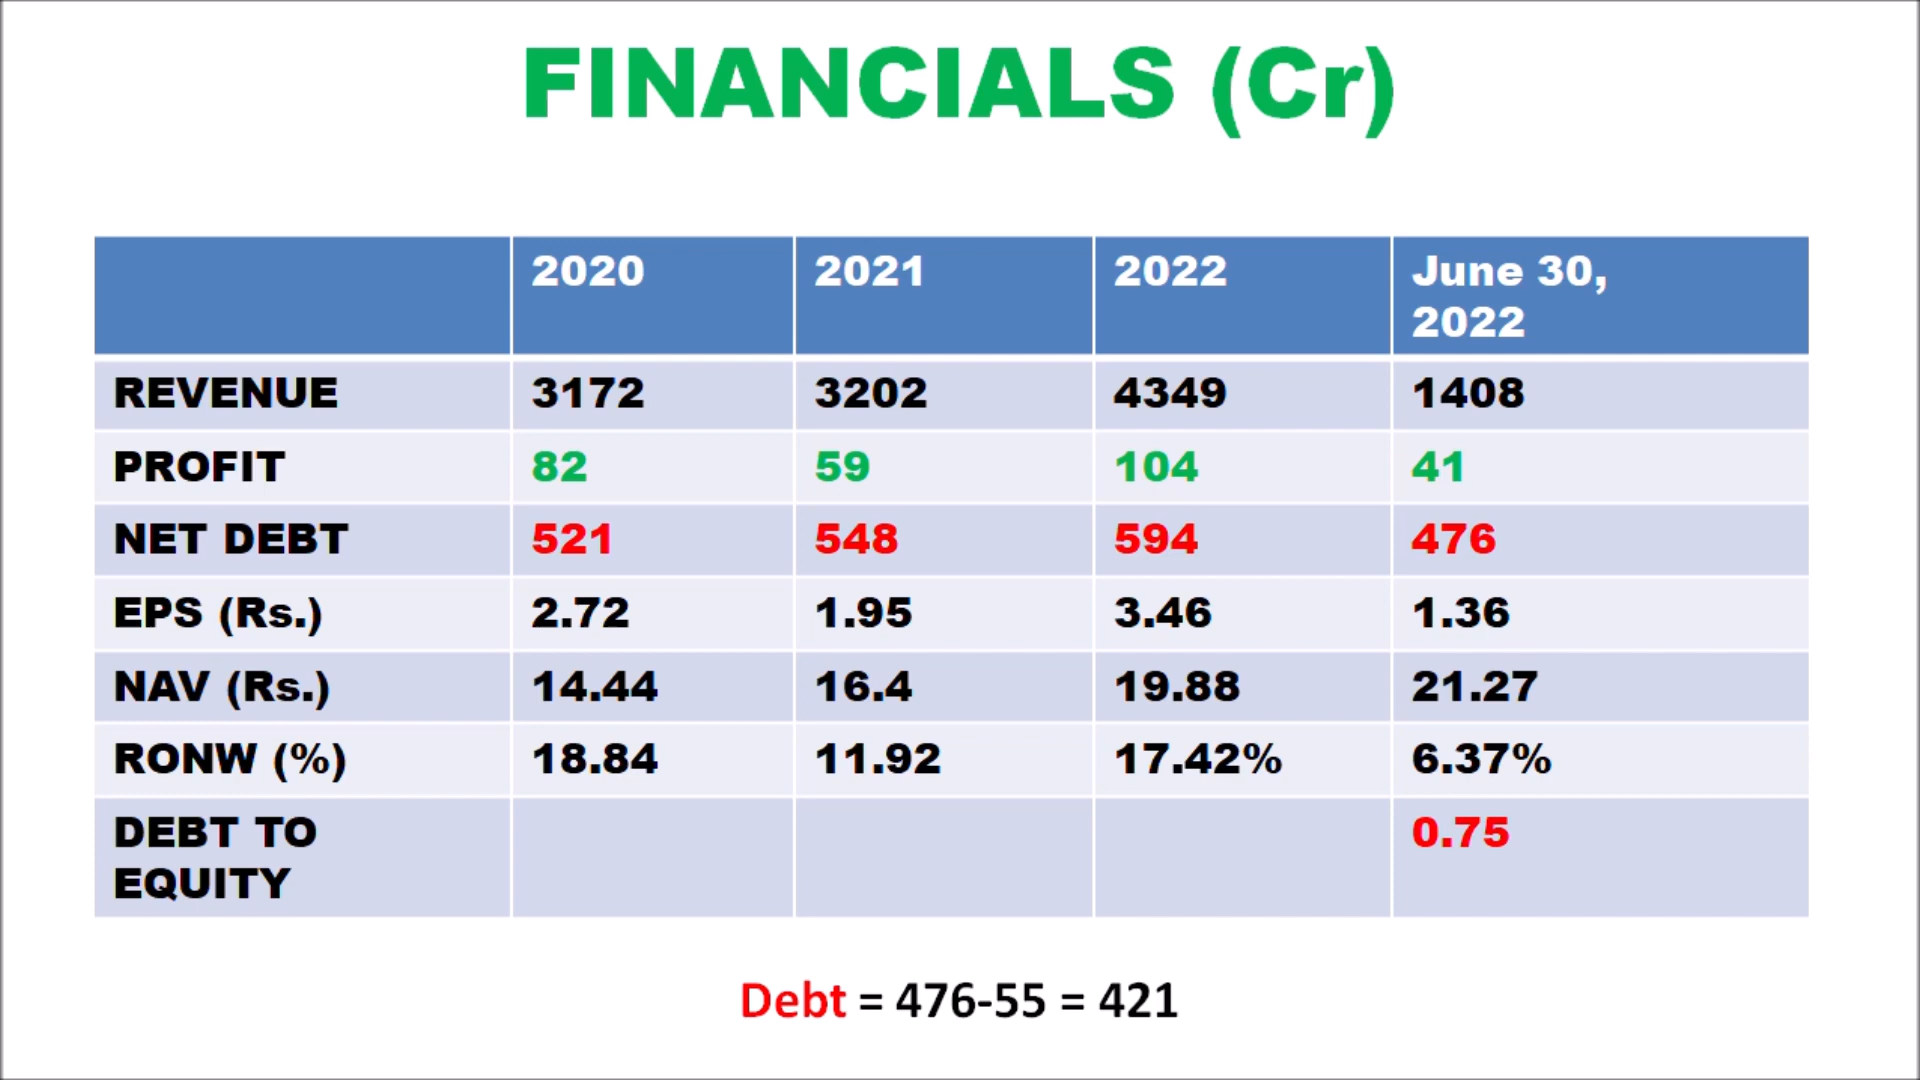 FINANCIALS (Cr)
2020 2021 2022 June 30,
2022
REVENUE 3172 3202 4349 1408
PROFIT 82 59 104 41
NET DEBT 521 548 594 476
EPS (Rs.) 2.72 1.95 3.46 1.36
NAV (Rs.) 14.44 16.4 19.88 21.27
RONW (%) 18.84 11.92 17.42% 6.37%
DEBT TO 0.75
EQUITY
Debt = 476-55 = 421